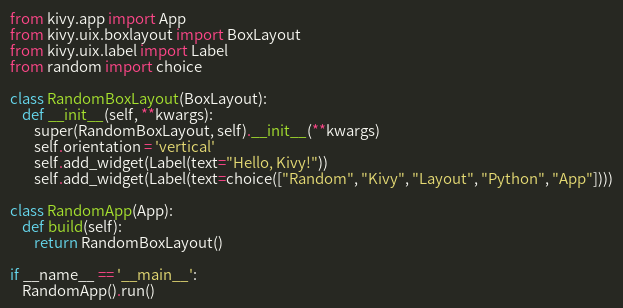 from kivy.app import App
from kivy.uix.boxlayout import BoxLayout
from kivy.uix.label import Label
from random import choice

class RandomBoxLayout(BoxLayout):
    def __init__(self, **kwargs):
        super(RandomBoxLayout, self).__init__(**kwargs)
        self.orientation = 'vertical'
        self.add_widget(Label(text="Hello, Kivy!"))
        self.add_widget(Label(text=choice(["Random", "Kivy", "Layout", "Python", "App"])))

class RandomApp(App):
    def build(self):
        return RandomBoxLayout()

if __name__ == '__main__':
    RandomApp().run()